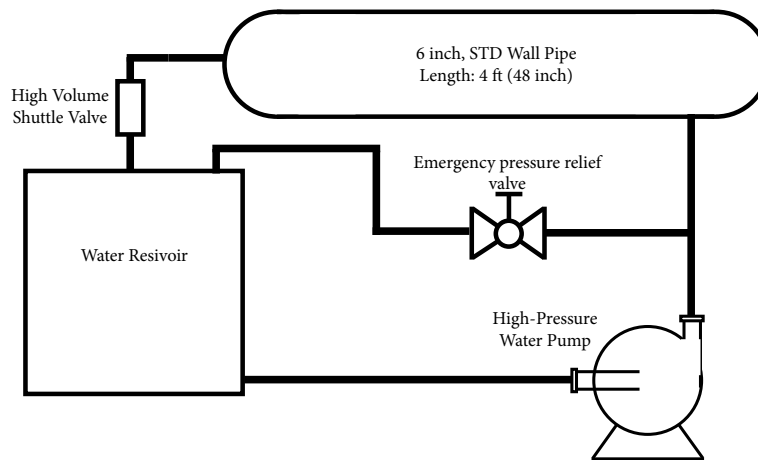 6 inch, STD Wall Pipe
Length: 4 ft (48 inch)
High Volume
Shuttle Valve
Emergency pressure relief
valve
Water Resivoir
High-Pressure
Water Pump